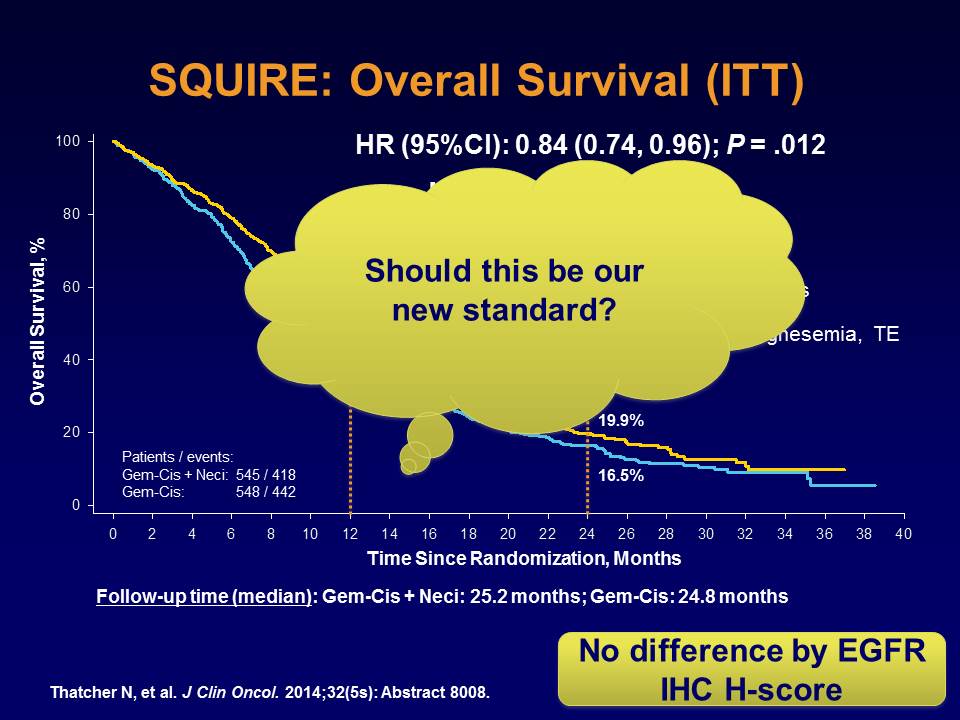 SQUIRE: Overall Survival (ITT)
HR (95%CI): 0.84 (0.74, 0.96); P = .012
Should this be our
new standard?
TE
Overall Survival, %
100
80
60
40
20
0
19.9%
16.5%
Patients / events:
Gem-Cis + Neci: 545 / 418
Gem-Cis: 548 / 442
0 2 4 6 8 10 12 14 16 18 20 22 24 26 28 30 32 34 36 38 40
Time Since Randomization, Months
Follow-up time (median): Gem-Cis + Neci: 25.2 months; Gem-Cis: 24.8 months
No difference by EGFR
IHC H-score
Thatcher N, et al. J Clin Oncol. 2014;32(5s): Abstract 8008.